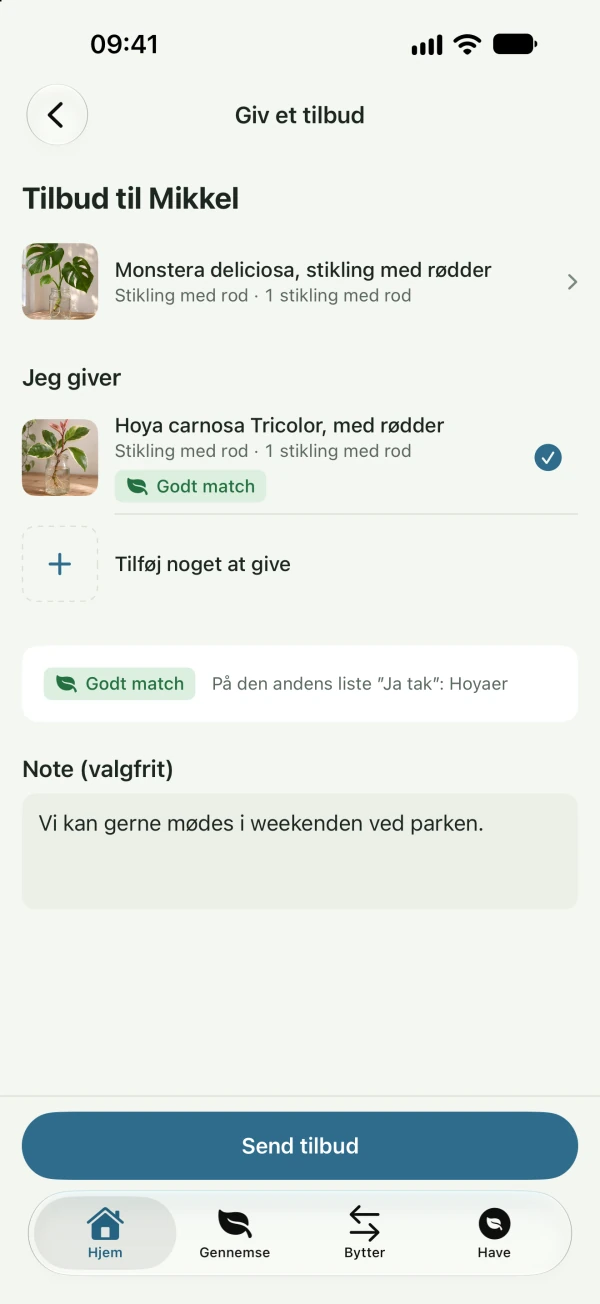 09:41
Giv et tilbud
Tilbud til Mikkel
Monstera deliciosa, stikling med rødder
Stikling med rod · 1 stikling med rod
Jeg giver
Hoya carnosa Tricolor, med rødder
Stikling med rod · 1 stikling med rod
Godt match
Tilføj noget at give
Godt match På den andens liste ”Ja tak”: Hoyaer
Note (valgfrit)
Vi kan gerne mødes i weekenden ved parken.
Send tilbud
Hjem Gennemse Bytter Have